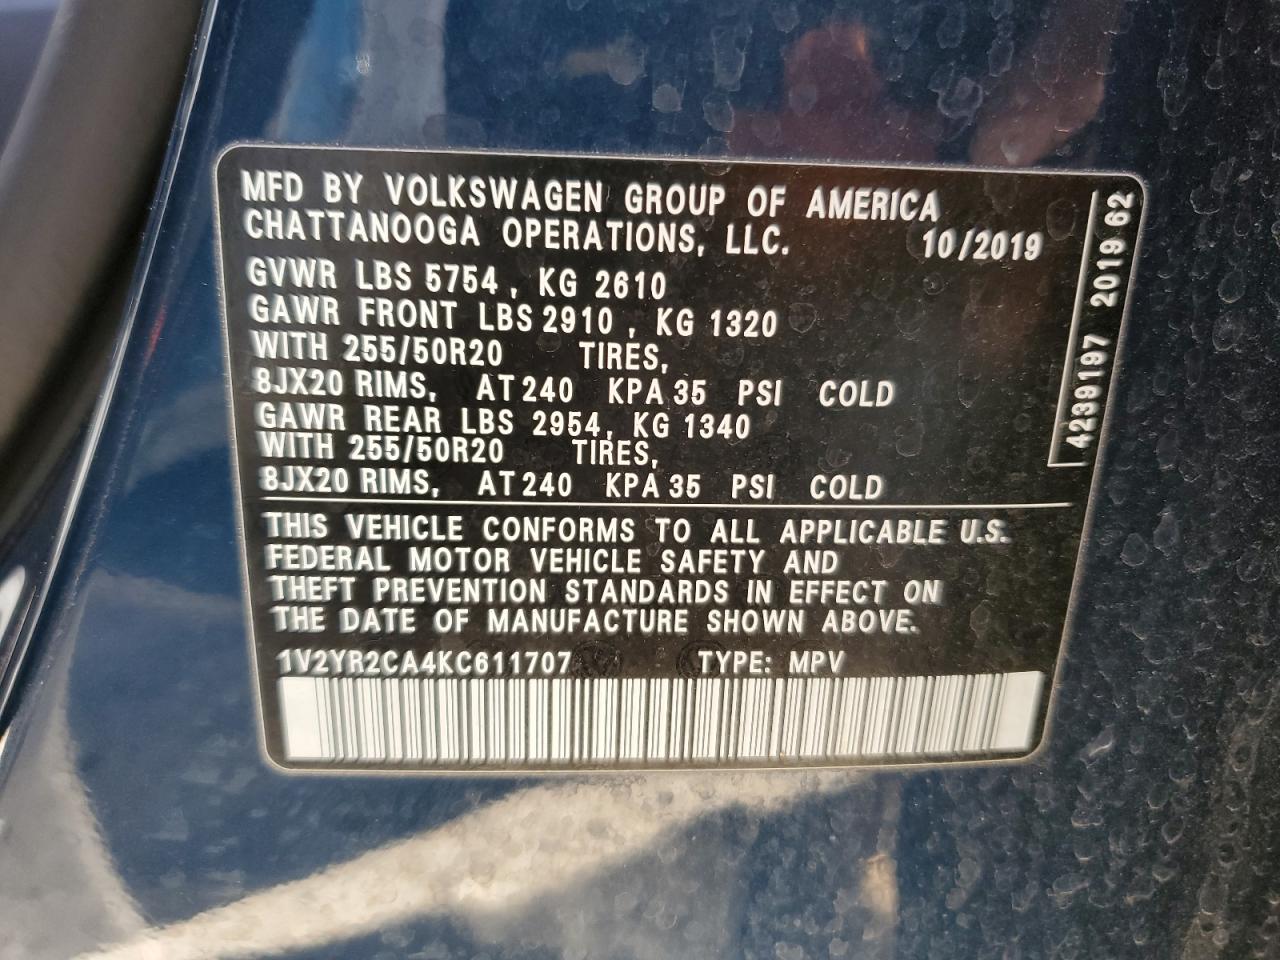 MFD BY VOLKSWAGEN GROUP OF AMERICA
CHATTANOOGA OPERATIONS, LLC. 10/2019
GVWR LBS 5754 , KG 2610
GAWR FRONT LBS 2910 , KG 1320
WITH 255/50R20 TIRES,
8JX20 RIMS, AT 240 KPA 35 PSI COLD
GAWR REAR LBS 2954, KG 1340
WITH 255/50R20 TIRES,
8JX20 RIMS, AT 240 KPA 35 PSI COLD
THIS VEHICLE CONFORMS TO ALL APPLICABLE U.S.
FEDERAL MOTOR VEHICLE SAFETY AND
THEFT PREVENTION STANDARDS IN EFFECT ON
THE DATE OF MANUFACTURE SHOWN ABOVE.
1V2YR2CA4KC611707 TYPE: MPV
4239197 2019 62